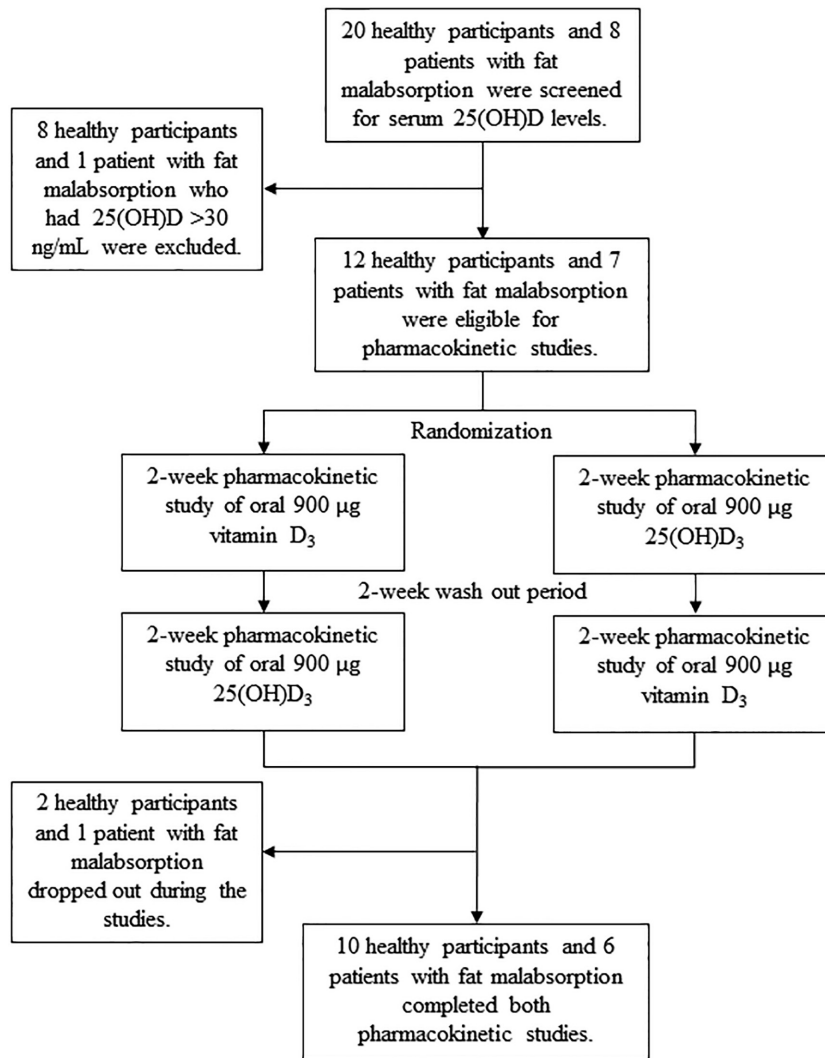 20 healthy participants and 8
patients with fat
malabsorption were screened
for serum 25(OH)D levels.
8 healthy participants
and 1 patient with fat
malabsorption who
had 25(OH)D >30
ng/mL were excluded.
12 healthy participants and 7
patients with fat malabsorption
were eligible for
pharmacokinetic studies.
Randomization
2-week pharmacokinetic
study of oral 900 µg
vitamin D₃
2-week pharmacokinetic
study of oral 900 µg
25(OH)D₃
2-week wash out period
2-week pharmacokinetic
study of oral 900 µg
25(OH)D₃
2-week pharmacokinetic
study of oral 900 µg
vitamin D₃
2 healthy participants
and 1 patient with fat
malabsorption
dropped out during the
studies.
10 healthy participants and 6
patients with fat malabsorption
completed both
pharmacokinetic studies.